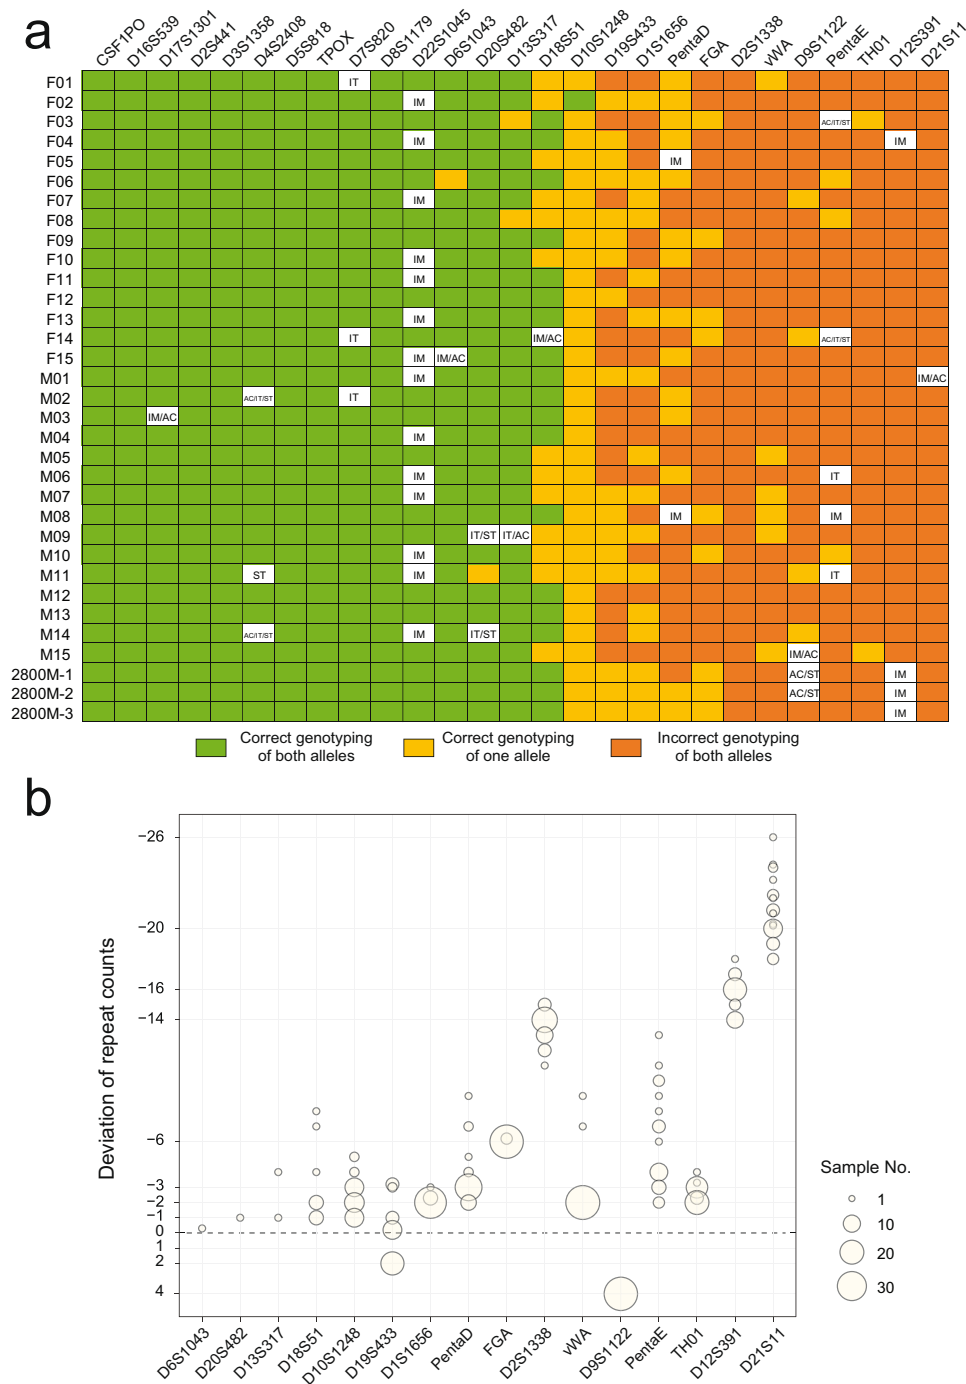 a
CSF1PO D16S539 D17S1301 D2S441 D3S1358 D4S2408 D5S818 TPOX D7S820 D8S1179 D22S1045 D6S1043 D20S482 D13S317 D18S51 D10S1248 D19S433 D1S1656 PentaD FGA D2S1338 vWA D9S1122 PentaE TH01 D12S391 D21S11
F01 IT
F02 IM
F03 AC/IT/ST
F04 IM IM
F05 IM
F06
F07 IM
F08
F09
F10 IM
F11 IM
F12
F13 IM
F14 IT IM/AC AC/IT/ST
F15 IM IM/AC
M01 IM IM/AC
M02 AC/IT/ST IT
M03 IM/AC
M04 IM
M05
M06 IM IT
M07 IM
M08 IM IM
M09 IT/ST IT/AC
M10 IM
M11 ST IM IT
M12
M13
M14 AC/IT/ST IM IT/ST
M15 IM/AC
2800M-1 AC/ST IM
2800M-2 AC/ST IM
2800M-3 IM
Correct genotyping of both alleles
Correct genotyping of one allele
Incorrect genotyping of both alleles
b
Deviation of repeat counts
−26
−20
−16
−14
−6
−3
−2
−1
0
1
2
4
D6S1043 D20S482 D13S317 D18S51 D10S1248 D19S433 D1S1656 PentaD FGA D2S1338 vWA D9S1122 PentaE TH01 D12S391 D21S11
Sample No.
1
10
20
30